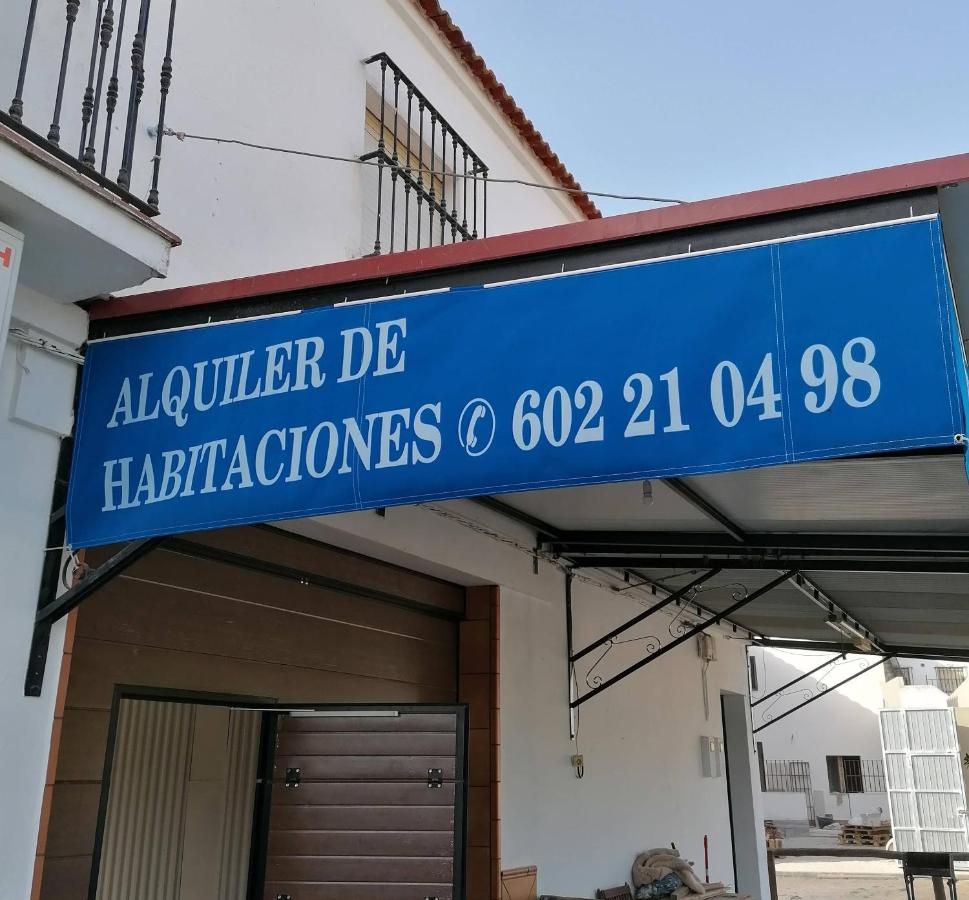 ALQUILER DE
HABITACIONES ✆ 602 21 04 98